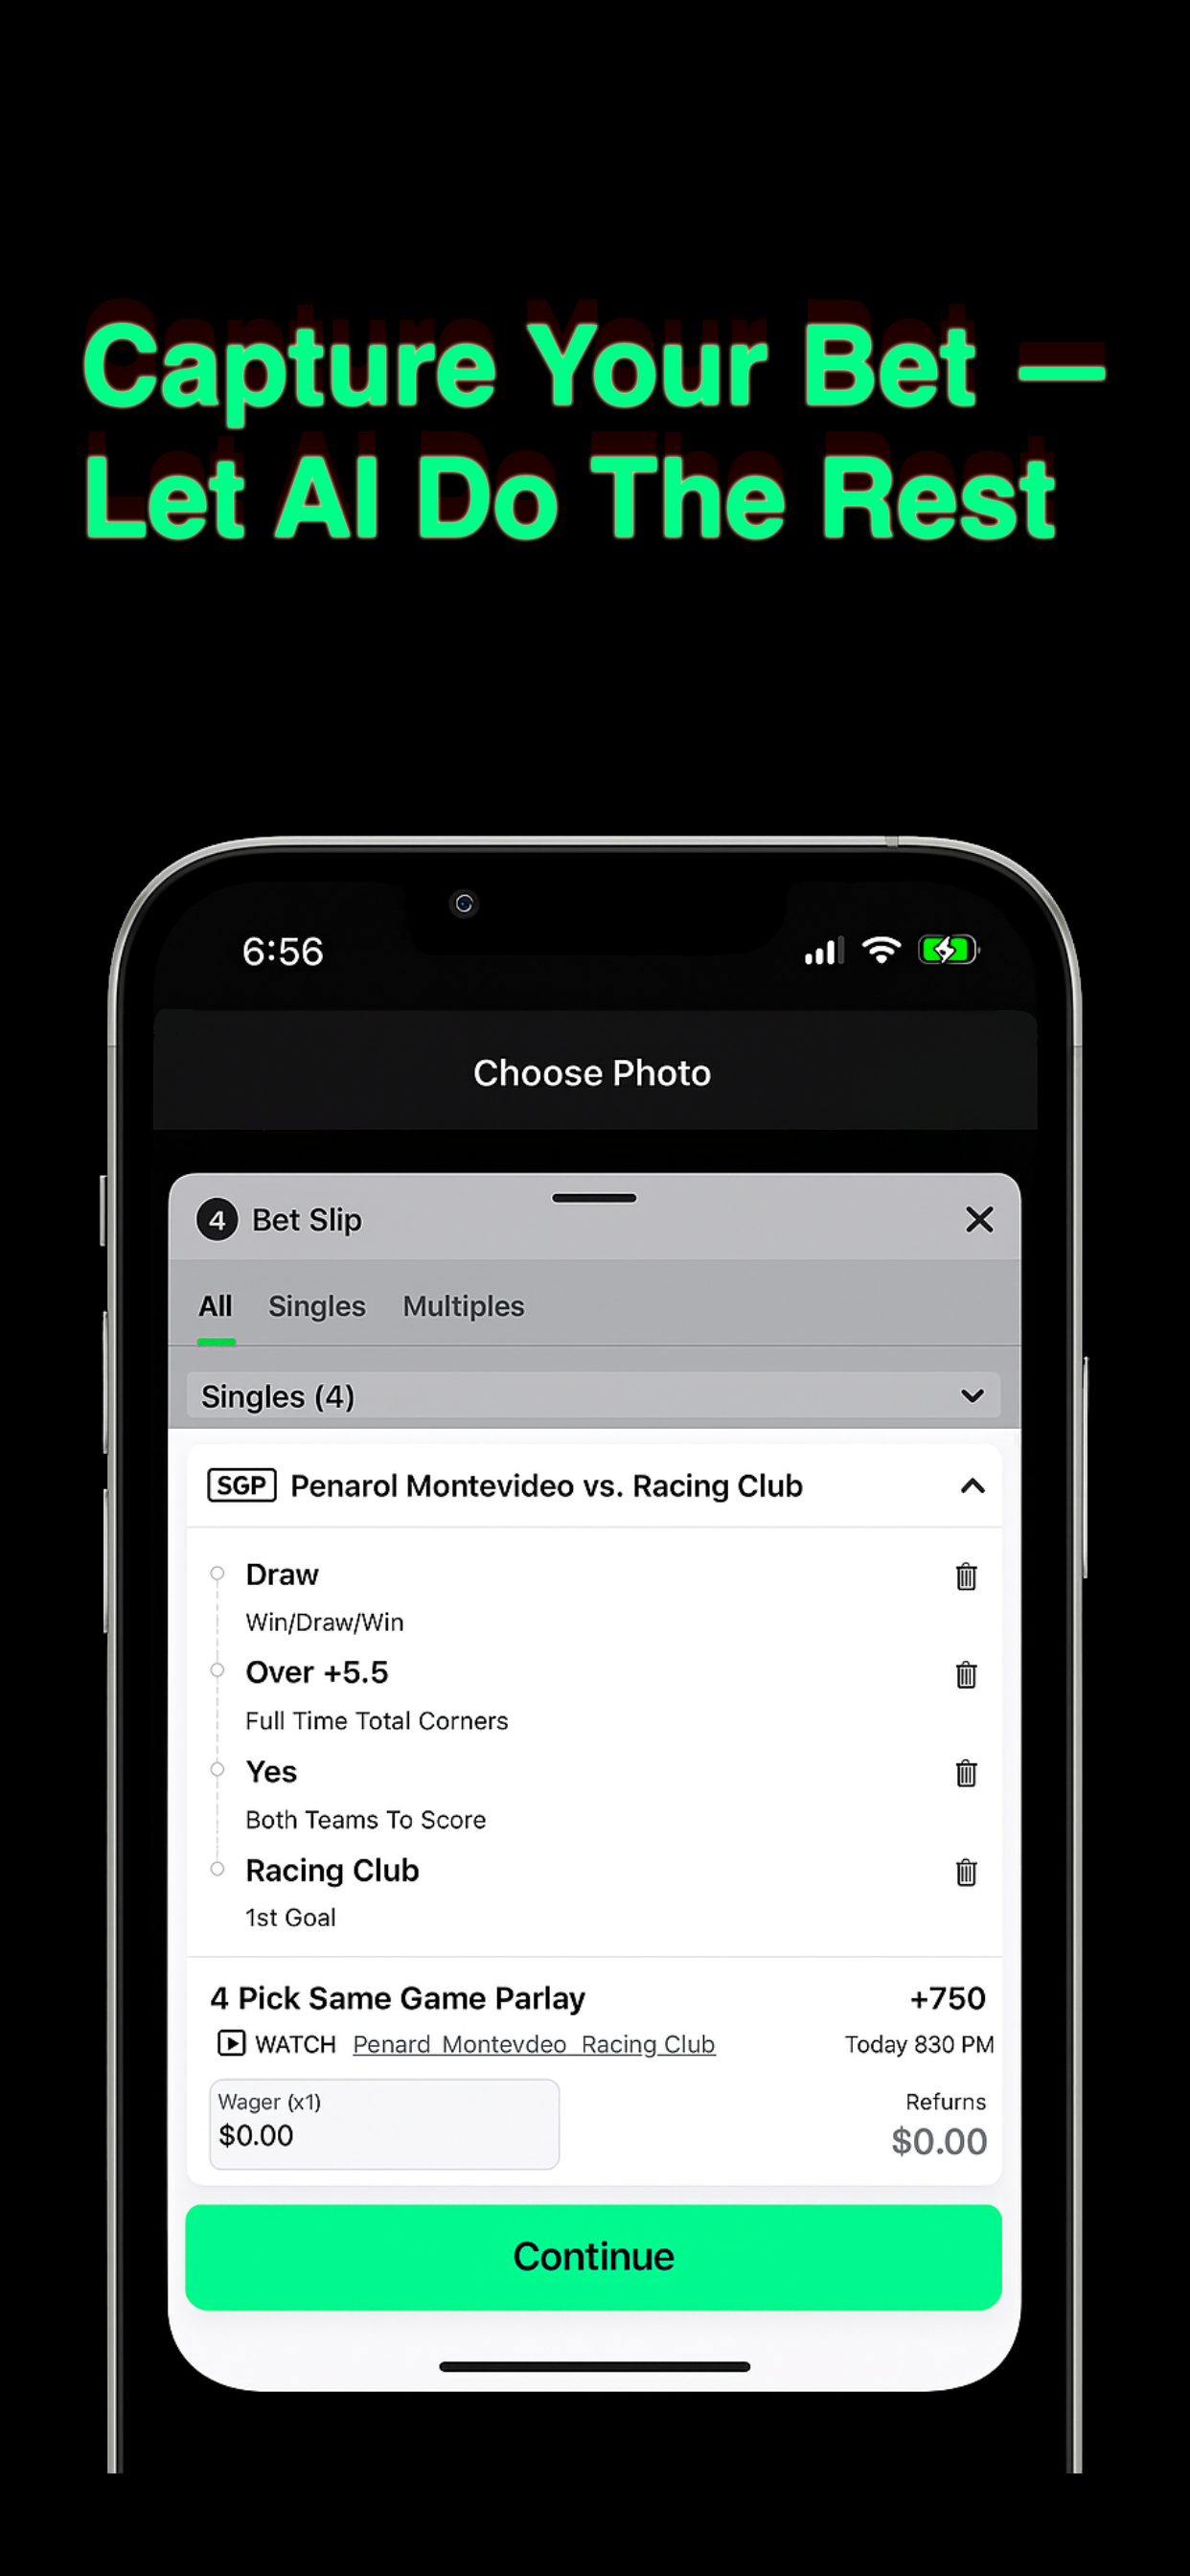 Capture Your Bet —
Let AI Do The Rest
6:56
Choose Photo
4 Bet Slip
All Singles Multiples
Singles (4)
SGP Penarol Montevideo vs. Racing Club
Draw
Win/Draw/Win
Over +5.5
Full Time Total Corners
Yes
Both Teams To Score
Racing Club
1st Goal
4 Pick Same Game Parlay +750
WATCH Penard Montevdeo Racing Club Today 830 PM
Wager (x1) Refurns
$0.00 $0.00
Continue